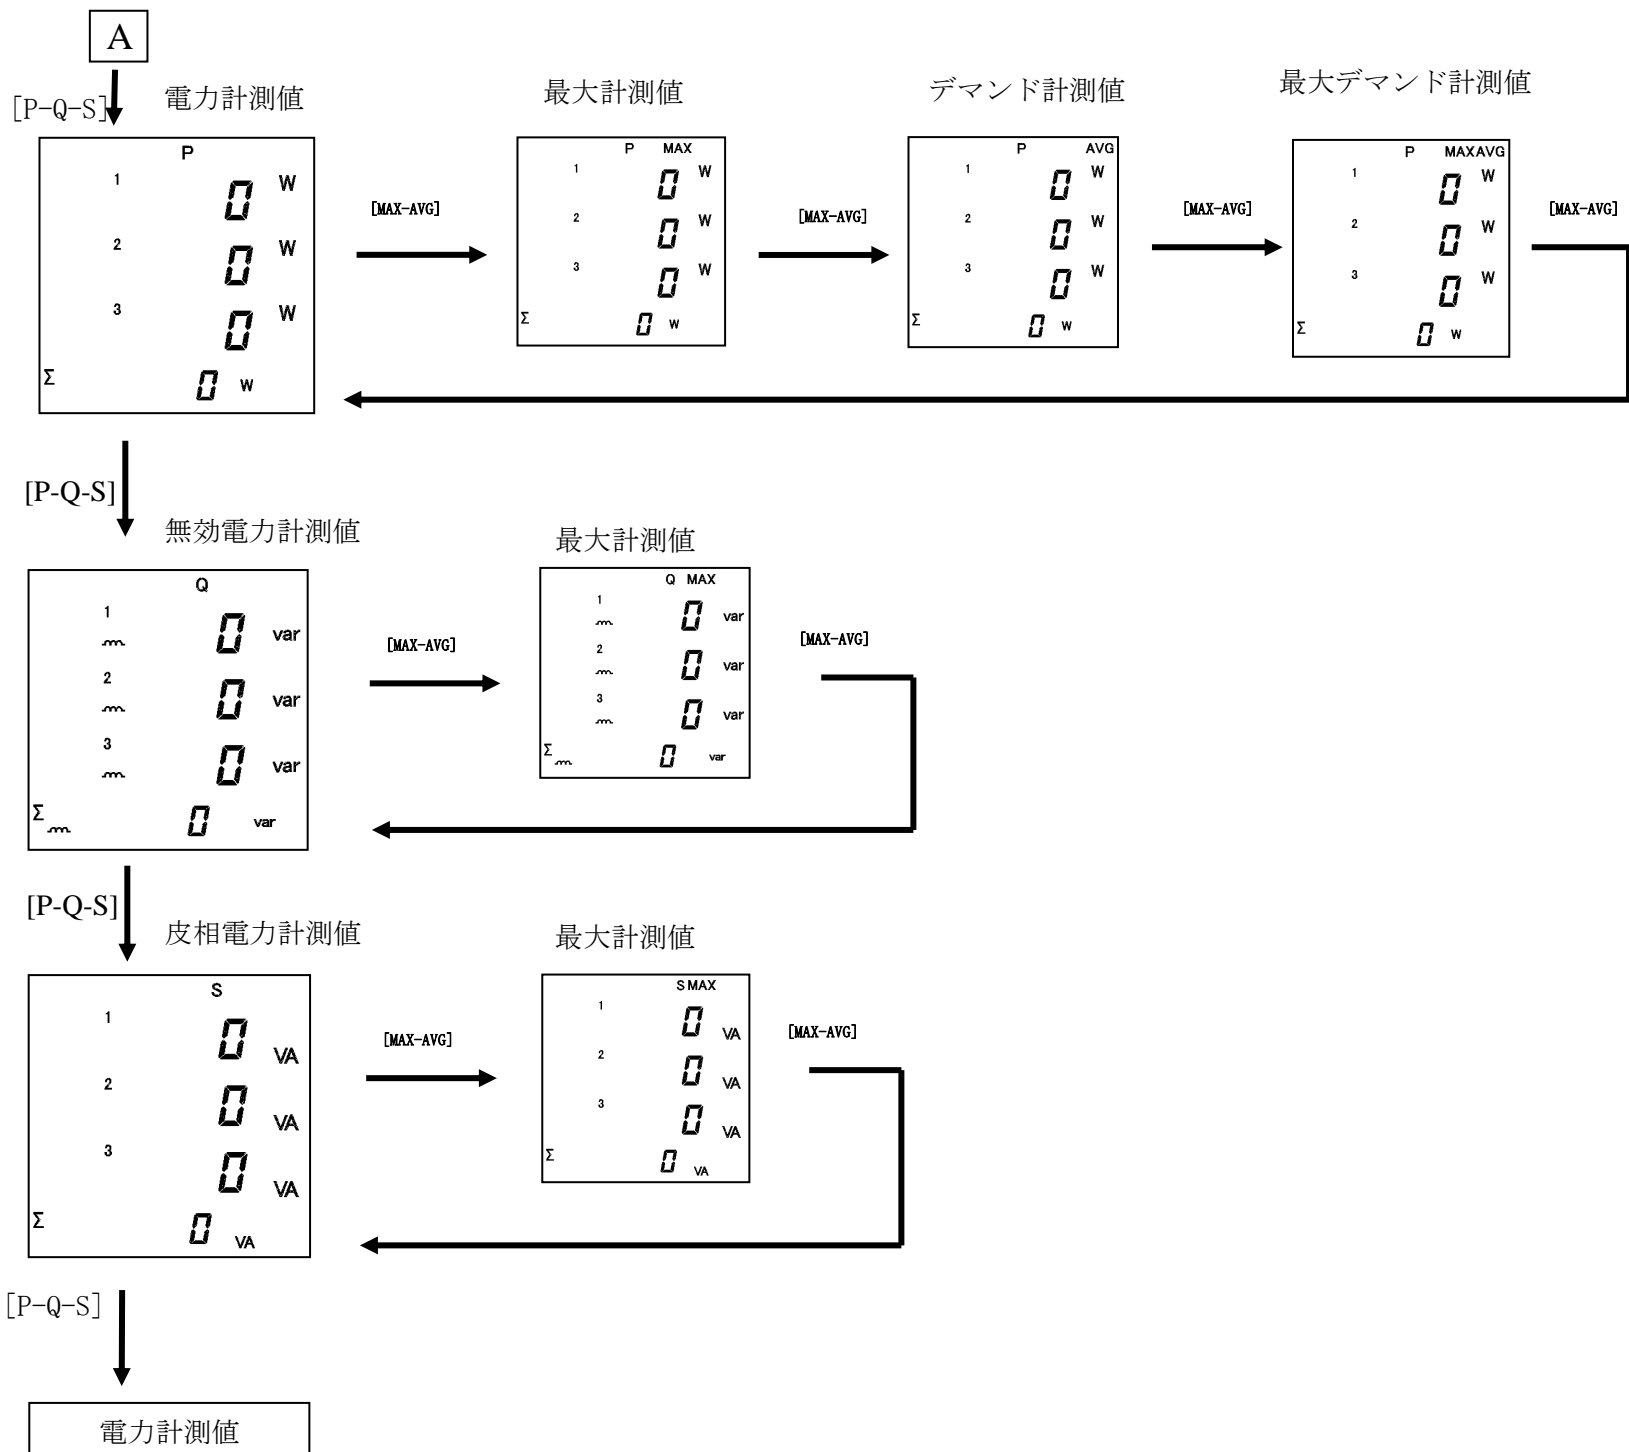 A
[P-Q-S]
電力計測値
最大計測値
デマンド計測値
最大デマンド計測値
P
1 0 W
2 0 W
3 0 W
Σ 0 W
[MAX-AVG]
P MAX
1 0 W
2 0 W
3 0 W
Σ 0 W
[MAX-AVG]
P AVG
1 0 W
2 0 W
3 0 W
Σ 0 W
[MAX-AVG]
P MAXAVG
1 0 W
2 0 W
3 0 W
Σ 0 W
[MAX-AVG]
[P-Q-S]
無効電力計測値
最大計測値
Q
1 0 var
2 0 var
3 0 var
Σ 0 var
[MAX-AVG]
Q MAX
1 0 var
2 0 var
3 0 var
Σ 0 var
[MAX-AVG]
[P-Q-S]
皮相電力計測値
最大計測値
S
1 0 VA
2 0 VA
3 0 VA
Σ 0 VA
[MAX-AVG]
S MAX
1 0 VA
2 0 VA
3 0 VA
Σ 0 VA
[MAX-AVG]
[P-Q-S]
電力計測値